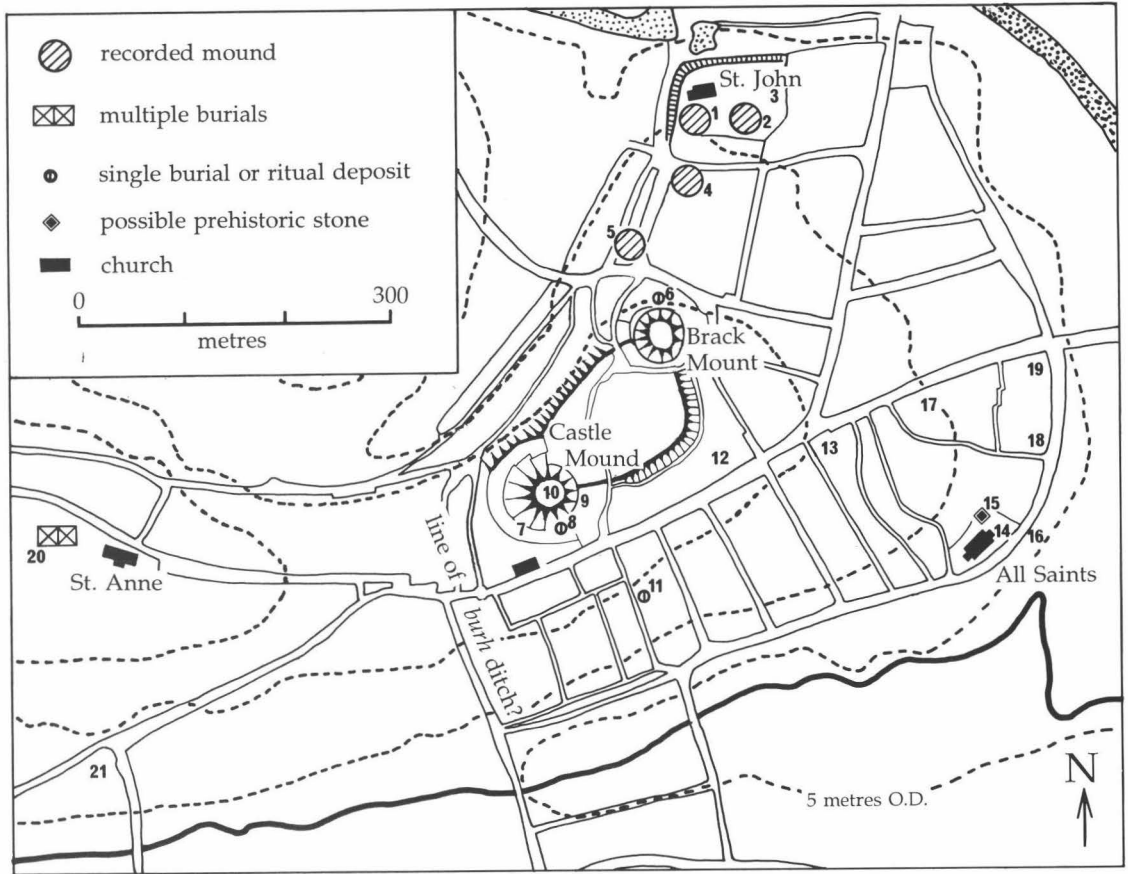 recorded mound
multiple burials
single burial or ritual deposit
possible prehistoric stone
church
0 300
metres
St. John
3
1
2
4
5
6
Brack
Mount
Castle
Mound
10
9
8
7
12
13
17
19
18
15
14
16
All Saints
11
line of
burh ditch?
20
St. Anne
21
5 metres O.D.
N